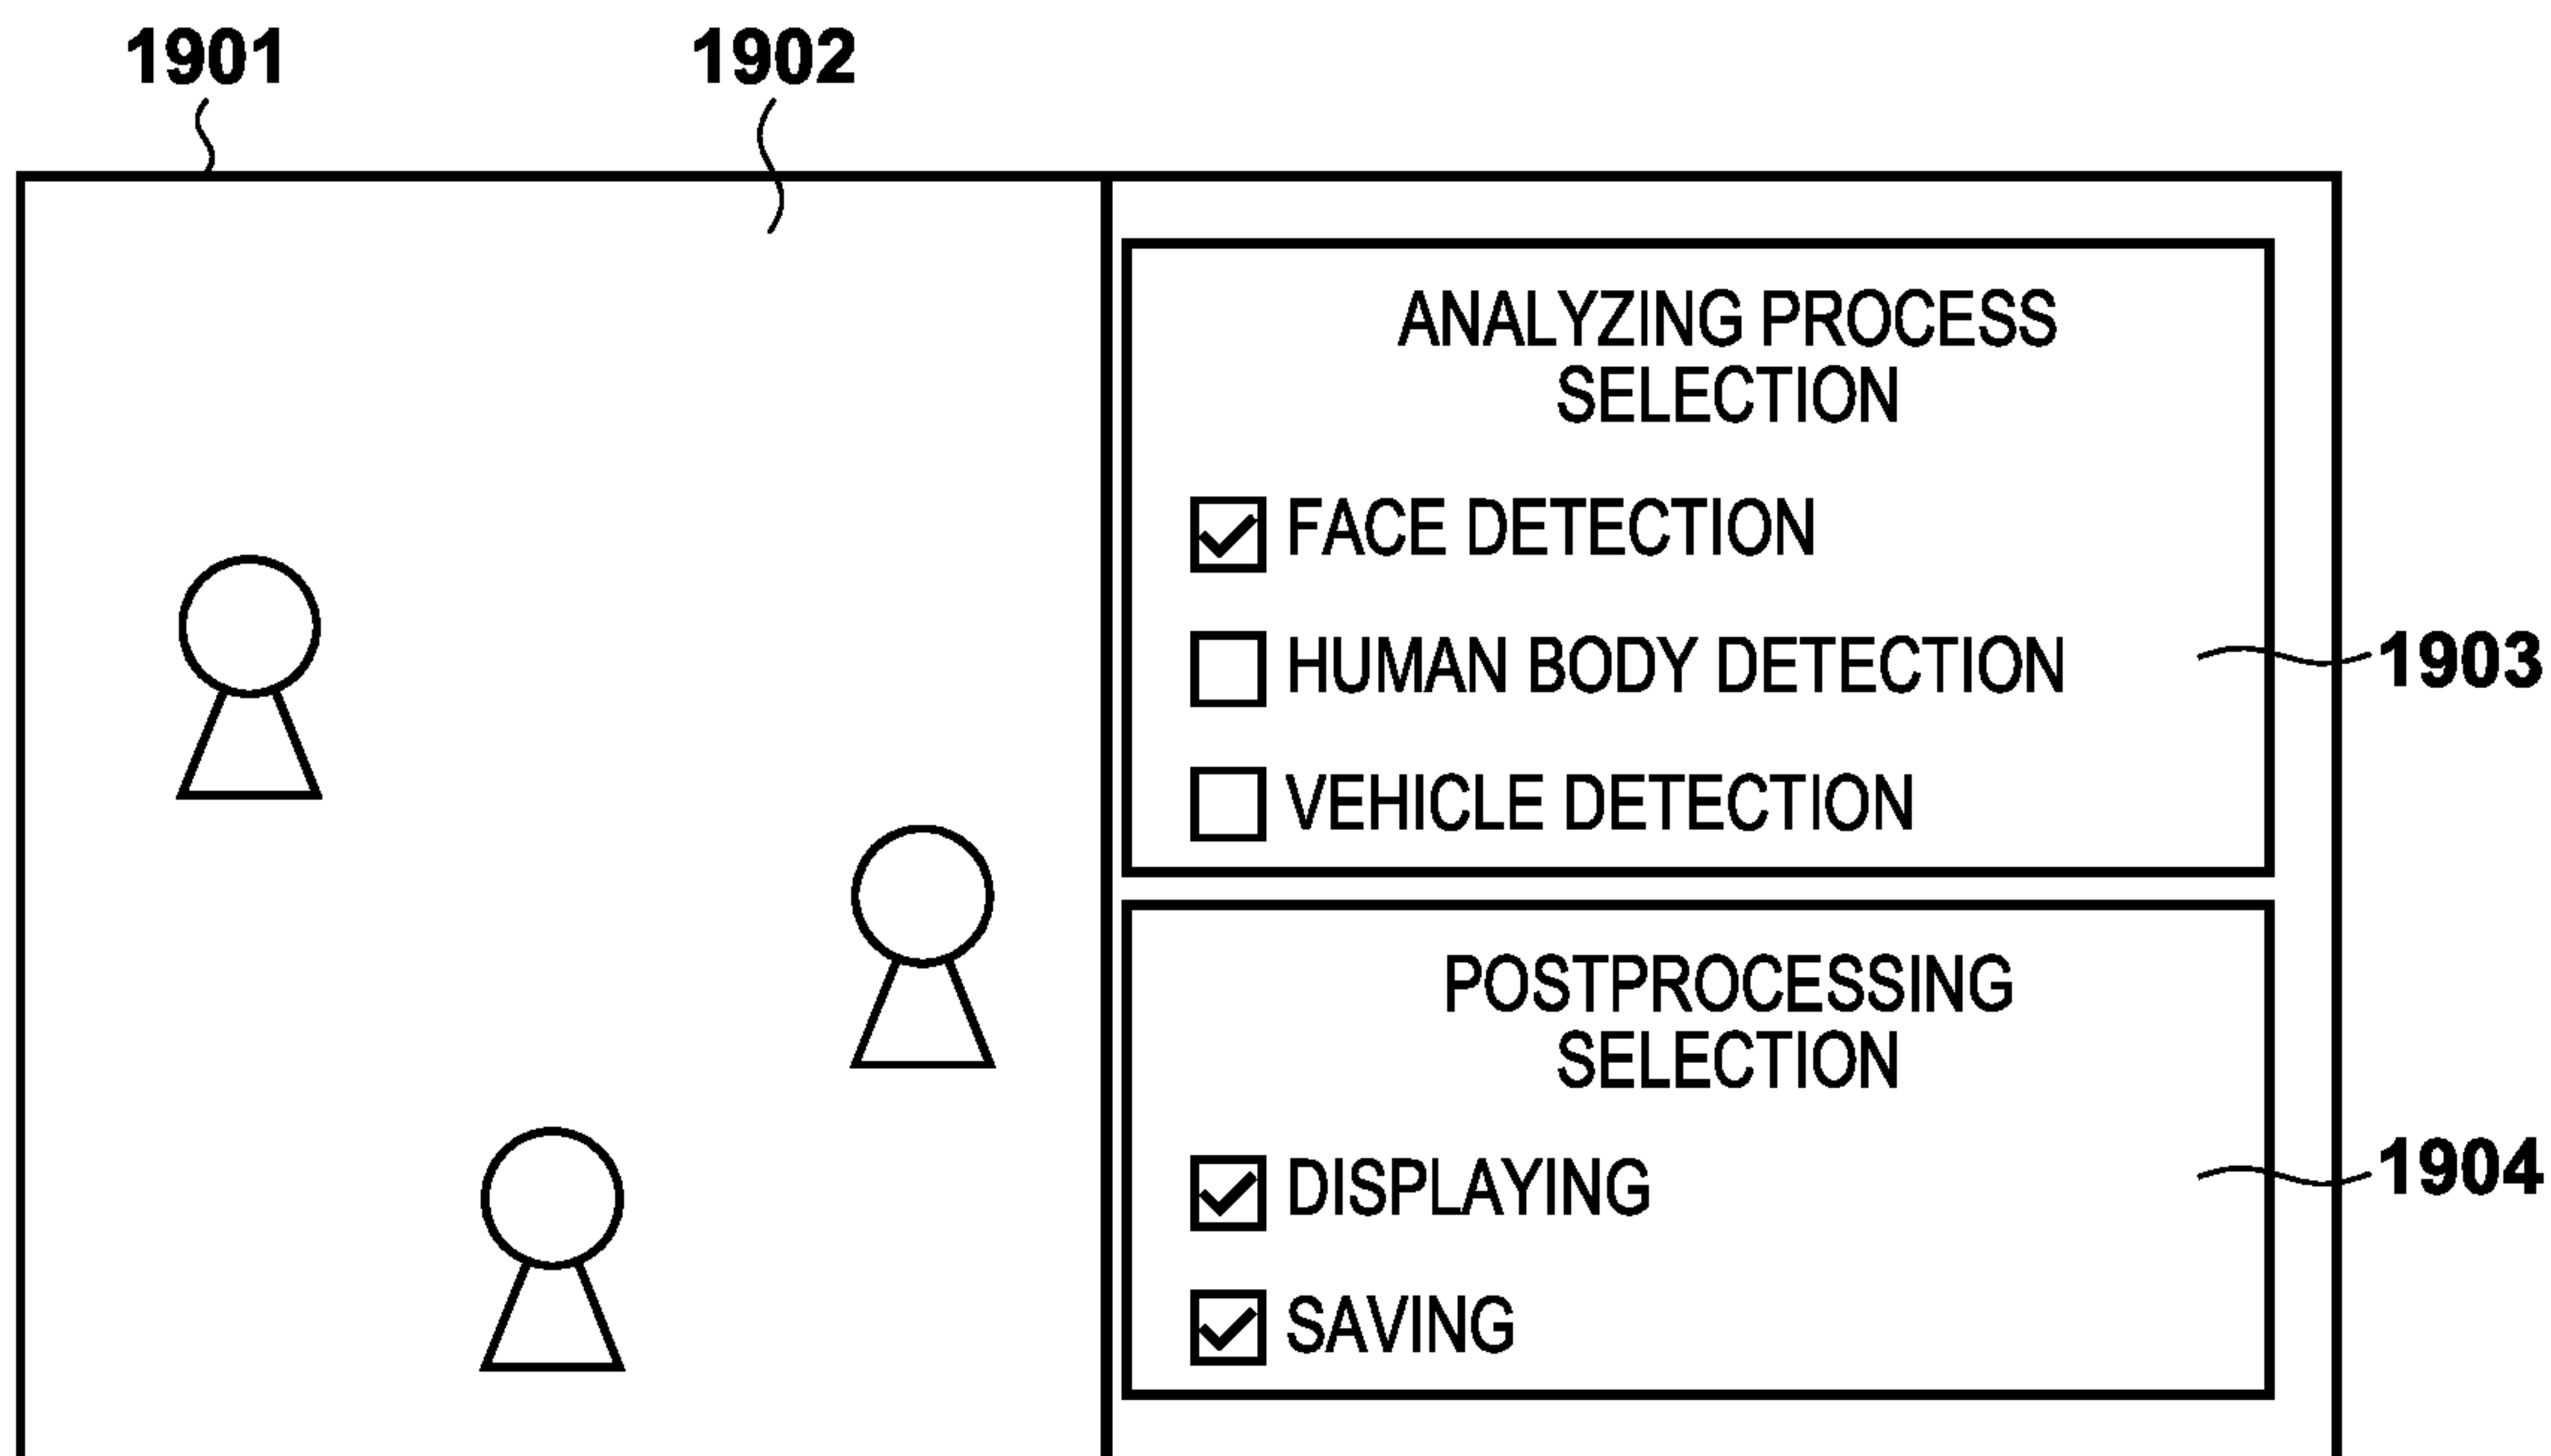 1901
1902
ANALYZING PROCESS
SELECTION
FACE DETECTION
HUMAN BODY DETECTION
1903
VEHICLE DETECTION
POSTPROCESSING
SELECTION
DISPLAYING
1904
SAVING